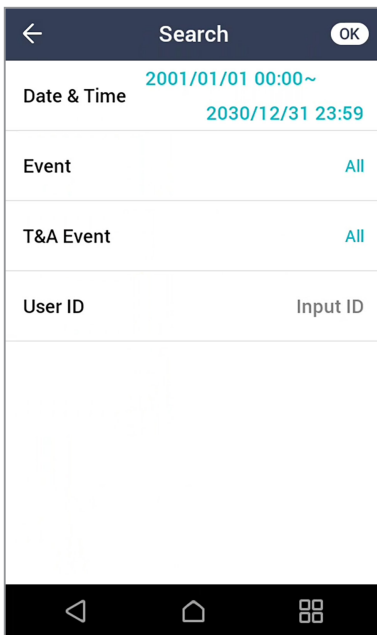 Search
OK
Date & Time
2001/01/01 00:00~
2030/12/31 23:59
Event
All
T&A Event
All
User ID
Input ID